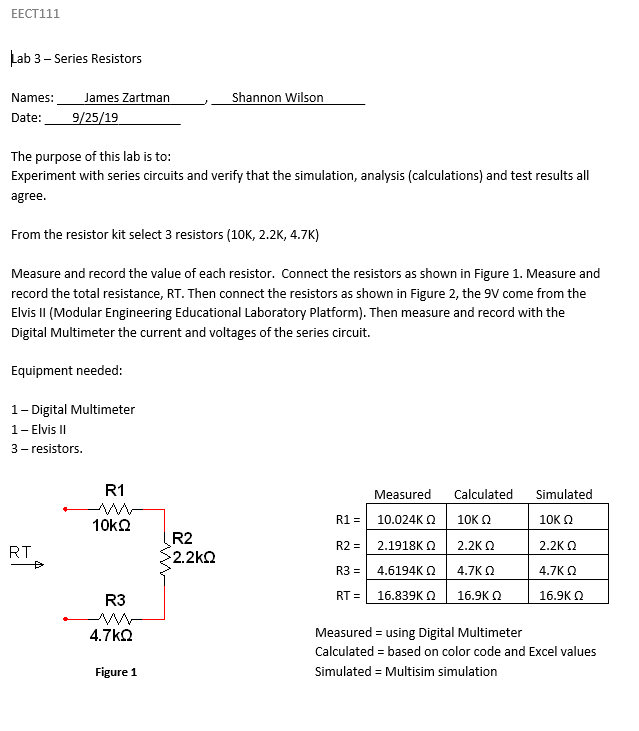 EECT111
Lab 3 – Series Resistors
Names: James Zartman , Shannon Wilson
Date: 9/25/19
The purpose of this lab is to:
Experiment with series circuits and verify that the simulation, analysis (calculations) and test results all
agree.
From the resistor kit select 3 resistors (10K, 2.2K, 4.7K)
Measure and record the value of each resistor. Connect the resistors as shown in Figure 1. Measure and
record the total resistance, RT. Then connect the resistors as shown in Figure 2, the 9V come from the
Elvis II (Modular Engineering Educational Laboratory Platform). Then measure and record with the
Digital Multimeter the current and voltages of the series circuit.
Equipment needed:
1 – Digital Multimeter
1 – Elvis II
3 – resistors.
R1
10kΩ
R2
2.2kΩ
RT
R3
4.7kΩ
Figure 1
Measured Calculated Simulated
R1 = 10.024K Ω 10K Ω 10K Ω
R2 = 2.1918K Ω 2.2K Ω 2.2K Ω
R3 = 4.6194K Ω 4.7K Ω 4.7K Ω
RT = 16.839K Ω 16.9K Ω 16.9K Ω
Measured = using Digital Multimeter
Calculated = based on color code and Excel values
Simulated = Multisim simulation